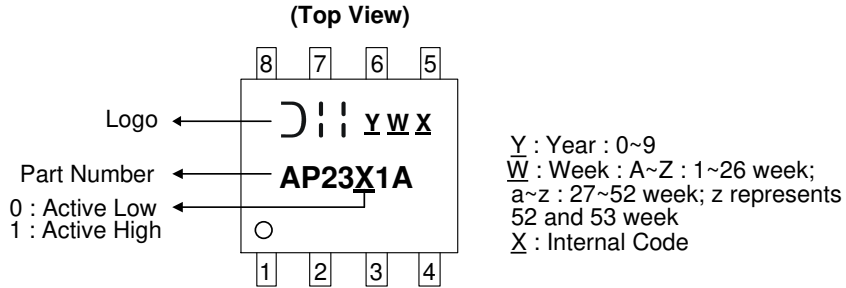 (Top View)
8 7 6 5
Logo
Y W X
Part Number
AP23X1A
0 : Active Low
1 : Active High
1 2 3 4
Y : Year : 0~9
W : Week : A~Z : 1~26 week;
a~z : 27~52 week; z represents
52 and 53 week
X : Internal Code